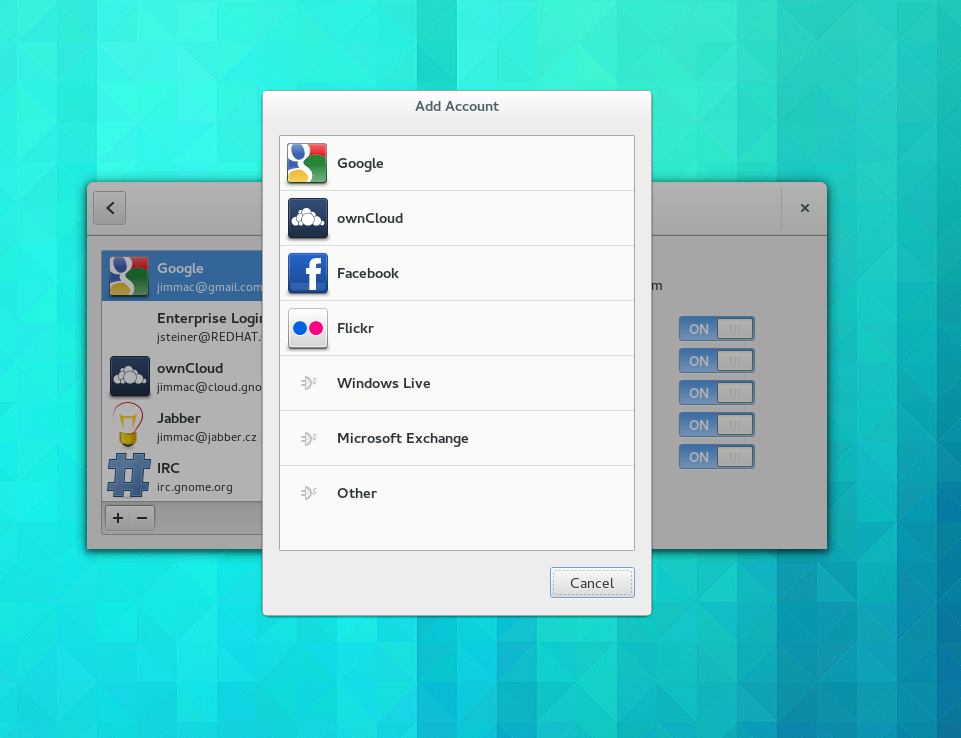 Add Account
Google
ownCloud
Facebook
Flickr
Windows Live
Microsoft Exchange
Other
Cancel
Google
jimmac@gmail.com
Enterprise Login
jsteiner@REDHAT.
ownCloud
jimmac@cloud.gno
Jabber
jimmac@jabber.cz
IRC
irc.gnome.org
m
ON
ON
ON
ON
ON